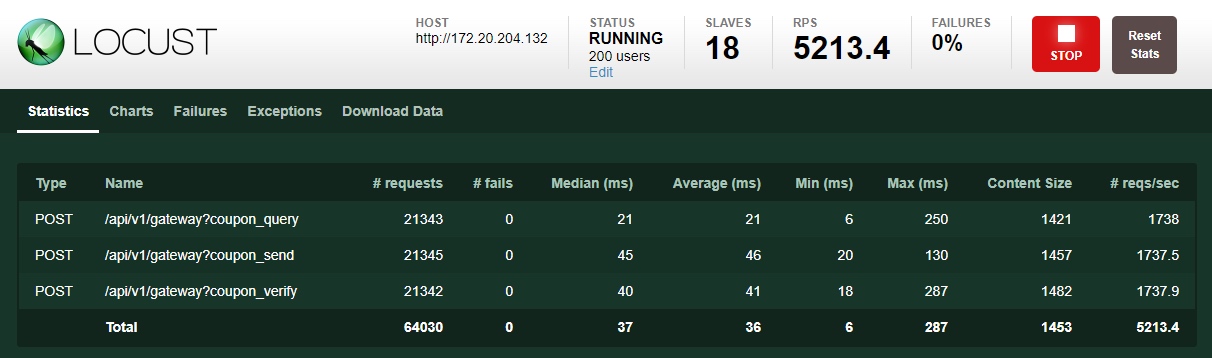 LOCUST
HOST
http://172.20.204.132
STATUS
RUNNING
200 users
Edit
SLAVES
18
RPS
5213.4
FAILURES
0%
STOP
Reset
Stats
Statistics Charts Failures Exceptions Download Data
Type Name # requests # fails Median (ms) Average (ms) Min (ms) Max (ms) Content Size # reqs/sec
POST /api/v1/gateway?coupon_query 21343 0 21 21 6 250 1421 1738
POST /api/v1/gateway?coupon_send 21345 0 45 46 20 130 1457 1737.5
POST /api/v1/gateway?coupon_verify 21342 0 40 41 18 287 1482 1737.9
Total 64030 0 37 36 6 287 1453 5213.4